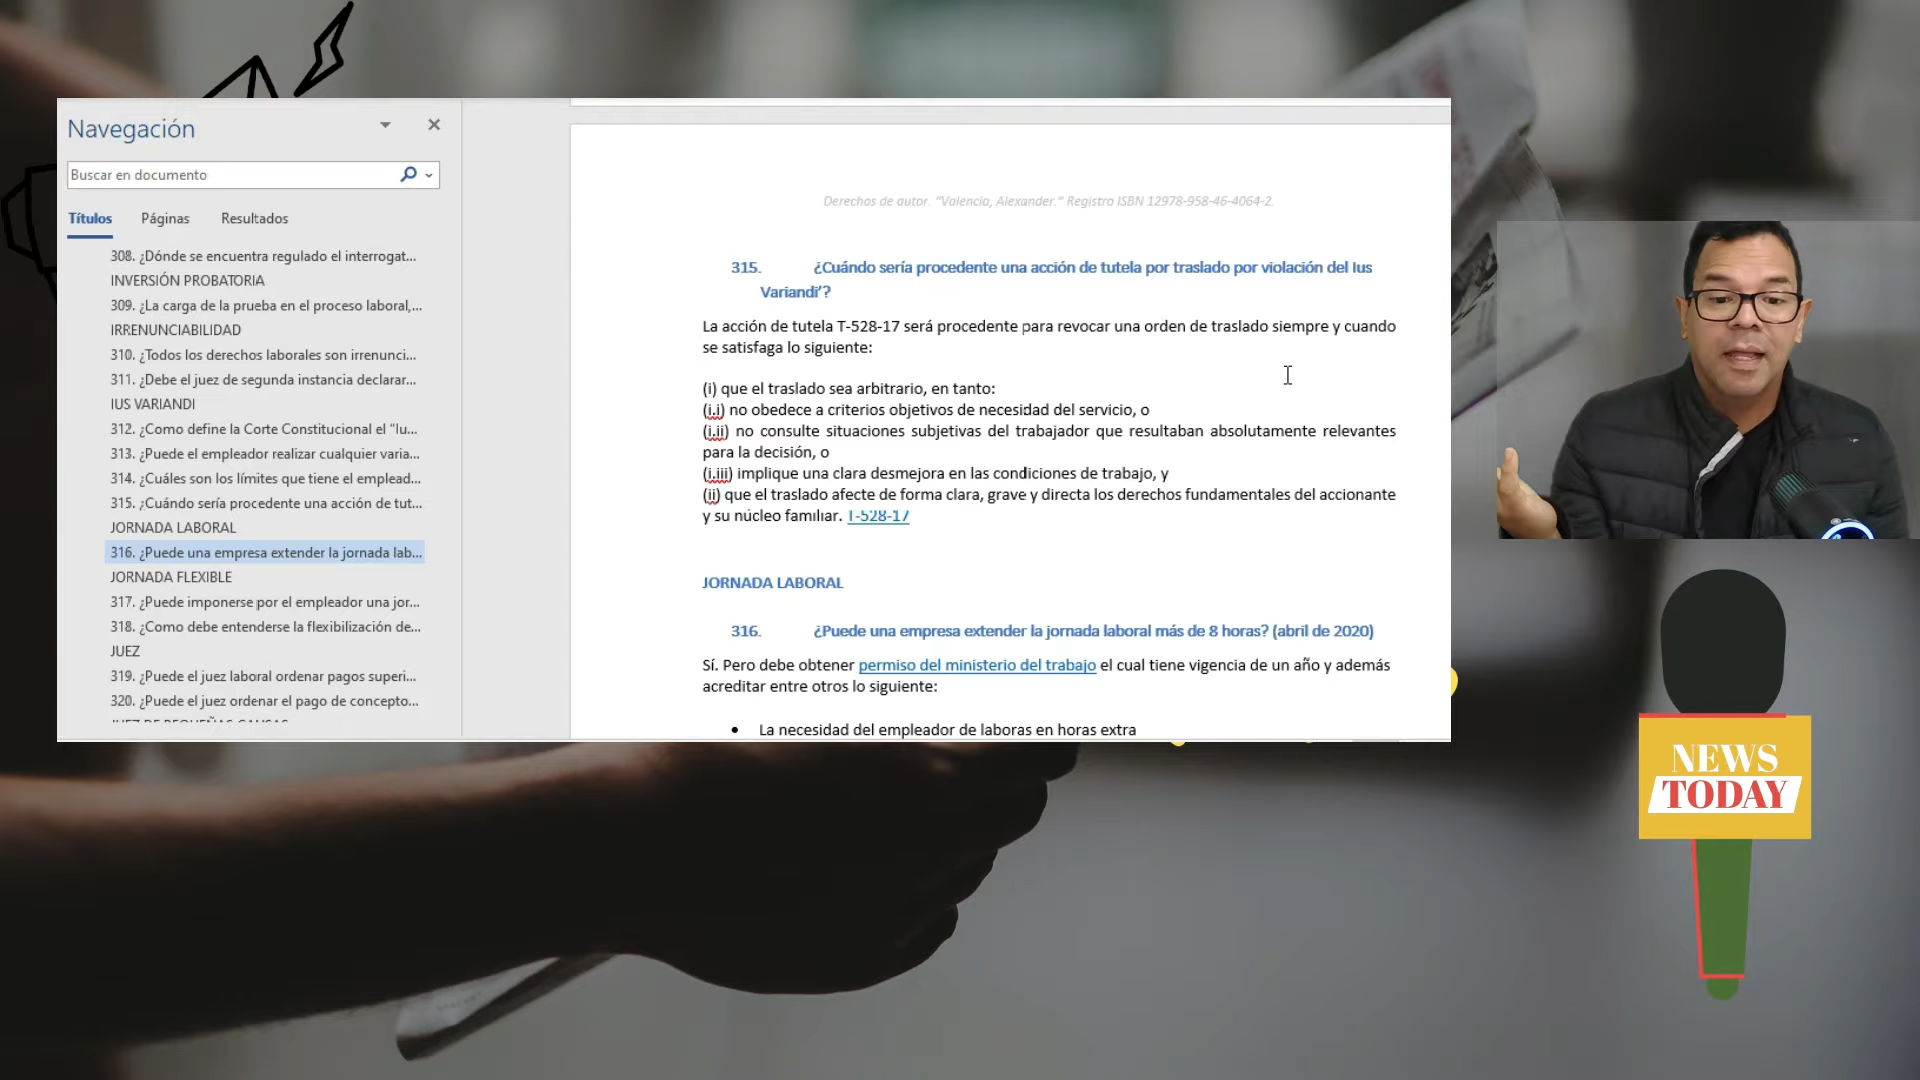 Navegación
Buscar en documento
Títulos Páginas Resultados
308. ¿Dónde se encuentra regulado el interrogat...
INVERSIÓN PROBATORIA
309. ¿La carga de la prueba en el proceso laboral,...
IRRENUNCIABILIDAD
310. ¿Todos los derechos laborales son irrenunci...
311. ¿Debe el juez de segunda instancia declarar...
IUS VARIANDI
312. ¿Como define la Corte Constitucional el "Iu...
313. ¿Puede el empleador realizar cualquier varia...
314. ¿Cuáles son los límites que tiene el emplead...
315. ¿Cuándo sería procedente una acción de tut...
JORNADA LABORAL
316. ¿Puede una empresa extender la jornada lab...
JORNADA FLEXIBLE
317. ¿Puede imponerse por el empleador una jor...
318. ¿Como debe entenderse la flexibilización de...
JUEZ
319. ¿Puede el juez laboral ordenar pagos superi...
320. ¿Puede el juez ordenar el pago de concepto...
JUEZ DE PEQUEÑAS CAUSAS
Derechos de autor. "Valencia, Alexander." Registro ISBN 12978-958-46-4064-2.
315. ¿Cuándo sería procedente una acción de tutela por traslado por violación del Ius
Variandi'?
La acción de tutela T-528-17 será procedente para revocar una orden de traslado siempre y cuando
se satisfaga lo siguiente:
(i) que el traslado sea arbitrario, en tanto:
(i.i) no obedece a criterios objetivos de necesidad del servicio, o
(i.ii) no consulte situaciones subjetivas del trabajador que resultaban absolutamente relevantes
para la decisión, o
(i.iii) implique una clara desmejora en las condiciones de trabajo, y
(ii) que el traslado afecte de forma clara, grave y directa los derechos fundamentales del accionante
y su núcleo familiar. T-528-17
JORNADA LABORAL
316. ¿Puede una empresa extender la jornada laboral más de 8 horas? (abril de 2020)
Sí. Pero debe obtener permiso del ministerio del trabajo el cual tiene vigencia de un año y además
acreditar entre otros lo siguiente:
• La necesidad del empleador de laboras en horas extra
NEWS
TODAY